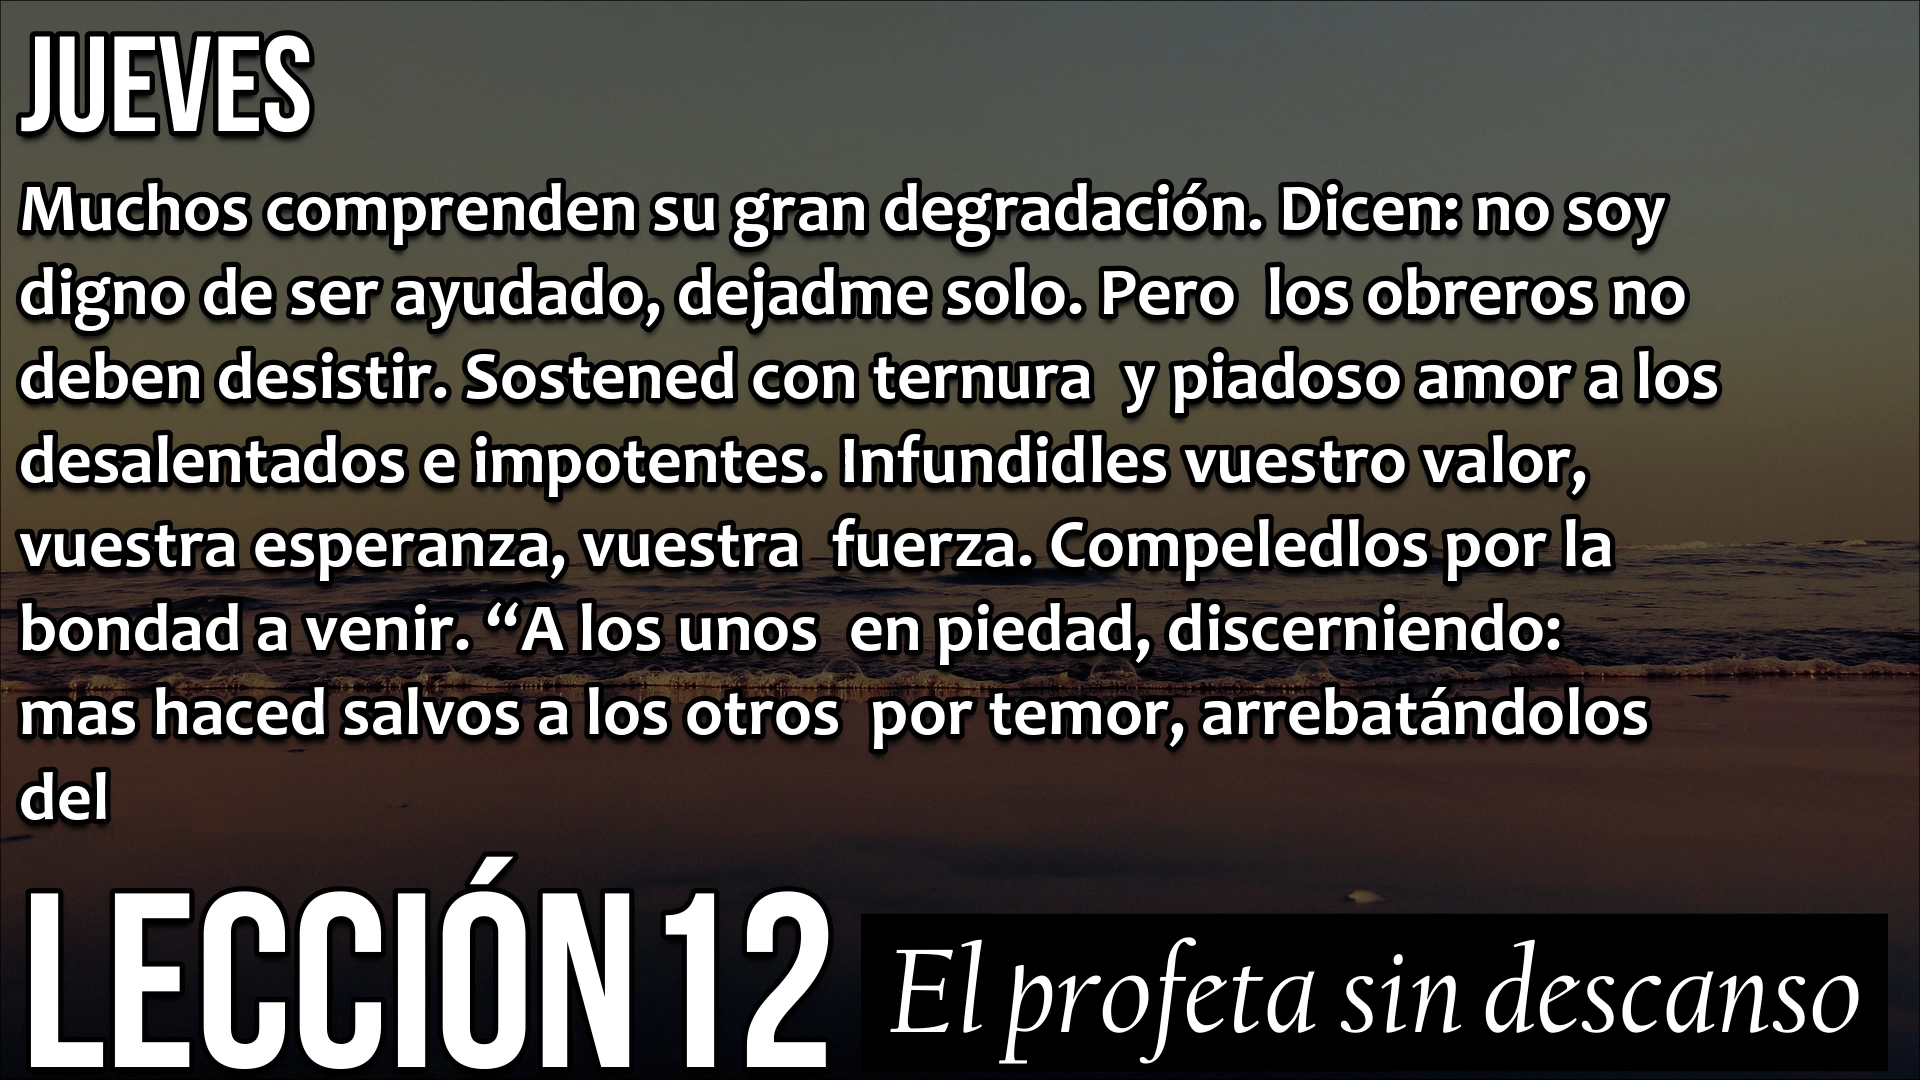 JUEVES
Muchos comprenden su gran degradación. Dicen: no soy
digno de ser ayudado, dejadme solo. Pero  los obreros no
deben desistir. Sostened con ternura  y piadoso amor a los
desalentados e impotentes. Infundidles vuestro valor,
vuestra esperanza, vuestra  fuerza. Compeledlos por la
bondad a venir. “A los unos  en piedad, discerniendo:
mas haced salvos a los otros  por temor, arrebatándolos
del
LECCIÓN 12
El profeta sin descanso